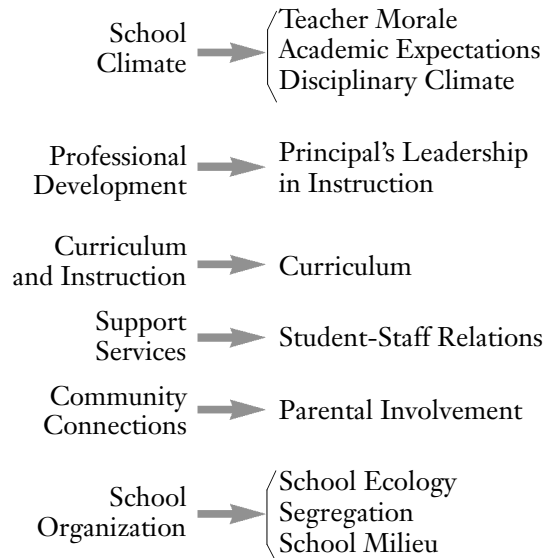 School
Climate
Teacher Morale
Academic Expectations
Disciplinary Climate
Professional
Development
Principal's Leadership
in Instruction
Curriculum
and Instruction
Curriculum
Support
Services
Student-Staff Relations
Community
Connections
Parental Involvement
School
Organization
School Ecology
Segregation
School Milieu